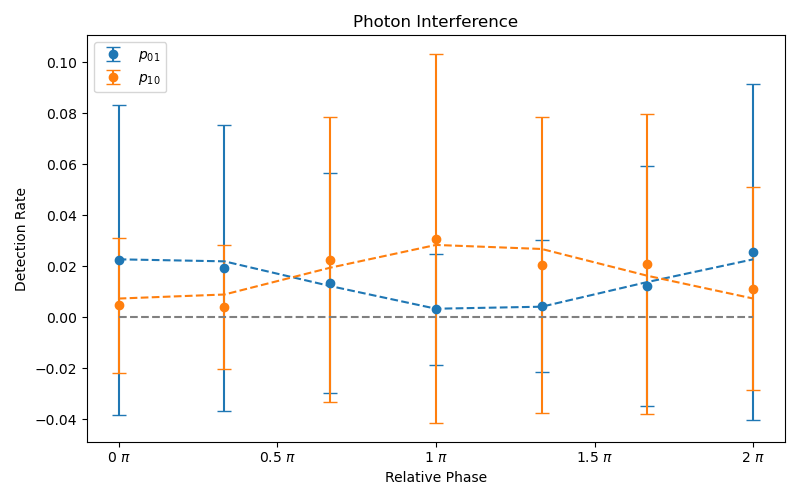 Photon Interference
p01
p10
0.10
0.08
0.06
0.04
0.02
0.00
−0.02
−0.04
Detection Rate
0 π
0.5 π
1 π
1.5 π
2 π
Relative Phase